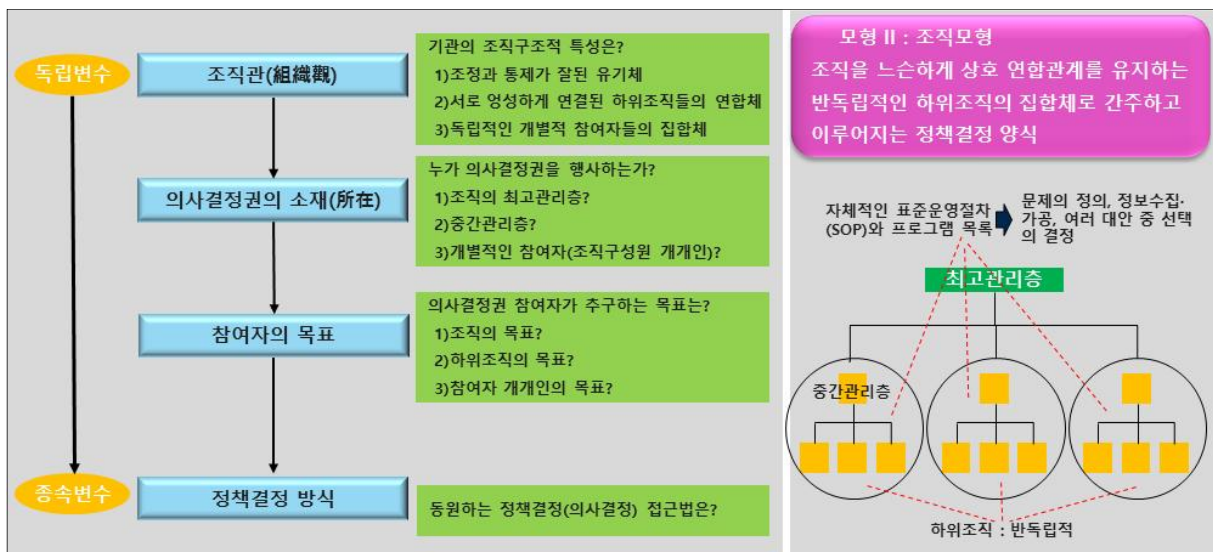 독립변수
조직관(組織觀)
기관의 조직구조적 특성은?
1)조정과 통제가 잘된 유기체
2)서로 엉성하게 연결된 하위조직들의 연합체
3)독립적인 개별적 참여자들의 집합체
의사결정권의 소재(所在)
누가 의사결정권을 행사하는가?
1)조직의 최고관리층?
2)중간관리층?
3)개별적인 참여자(조직구성원 개개인)?
참여자의 목표
의사결정권 참여자가 추구하는 목표는?
1)조직의 목표?
2)하위조직의 목표?
3)참여자 개개인의 목표?
종속변수
정책결정 방식
동원하는 정책결정(의사결정) 접근법은?
모형 II : 조직모형
조직을 느슨하게 상호 연합관계를 유지하는
반독립적인 하위조직의 집합체로 간주하고
이루어지는 정책결정 양식
자체적인 표준운영절차
(SOP)와 프로그램 목록
문제의 정의, 정보수집·
가공, 여러 대안 중 선택
의 결정
최고관리층
중간관리층
하위조직 : 반독립적